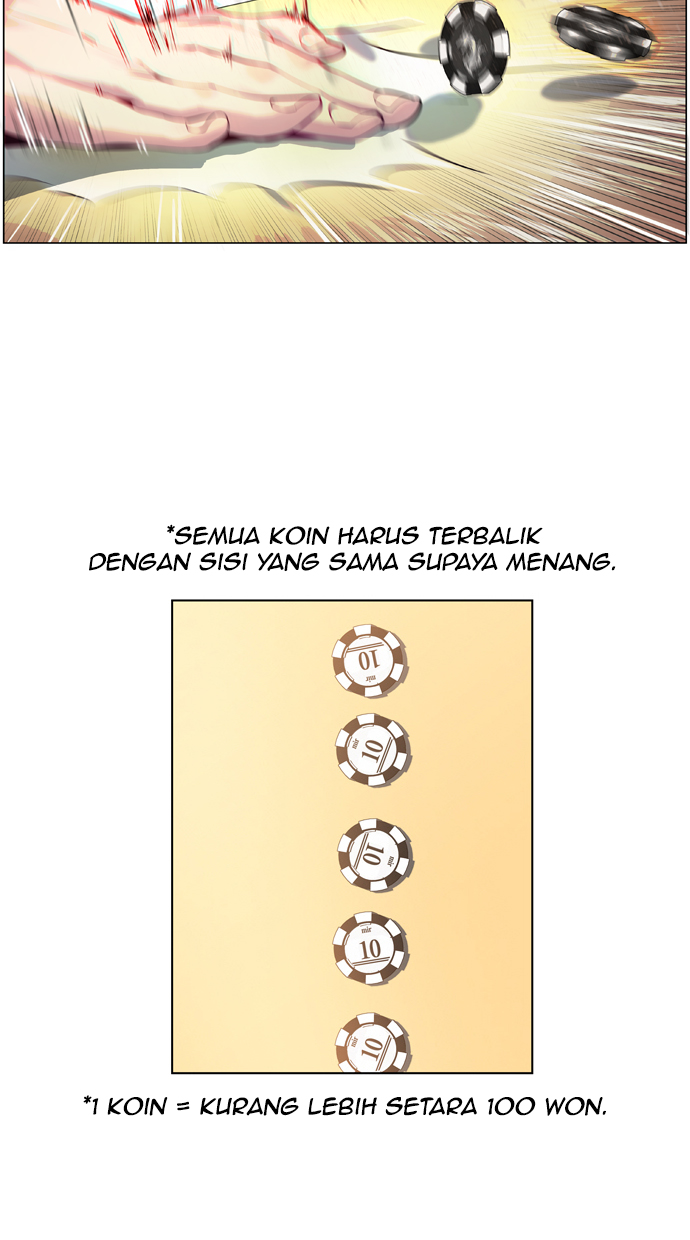 *SEMUA KOIN HARUS TERBALIK
DENGAN SISI YANG SAMA SUPAYA MENANG.
10
mir
mir
10
10
mir
mir
10
mir
10
*1 KOIN = KURANG LEBIH SETARA 100 WON.